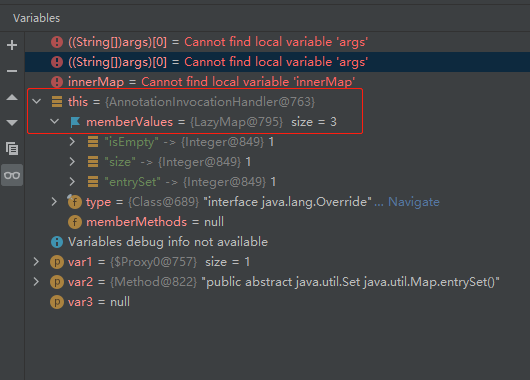 Variables
((String[])args)[0] = Cannot find local variable 'args'
((String[])args)[0] = Cannot find local variable 'args'
innerMap = Cannot find local variable 'innerMap'
this = {AnnotationInvocationHandler@763}
memberValues = {LazyMap@795} size = 3
"isEmpty" -> {Integer@849} 1
"size" -> {Integer@849} 1
"entrySet" -> {Integer@849} 1
f type = {Class@689} "interface java.lang.Override" ... Navigate
f memberMethods = null
Variables debug info not available
p var1 = {$Proxy0@757} size = 1
p var2 = {Method@822} "public abstract java.util.Set java.util.Map.entrySet()"
p var3 = null